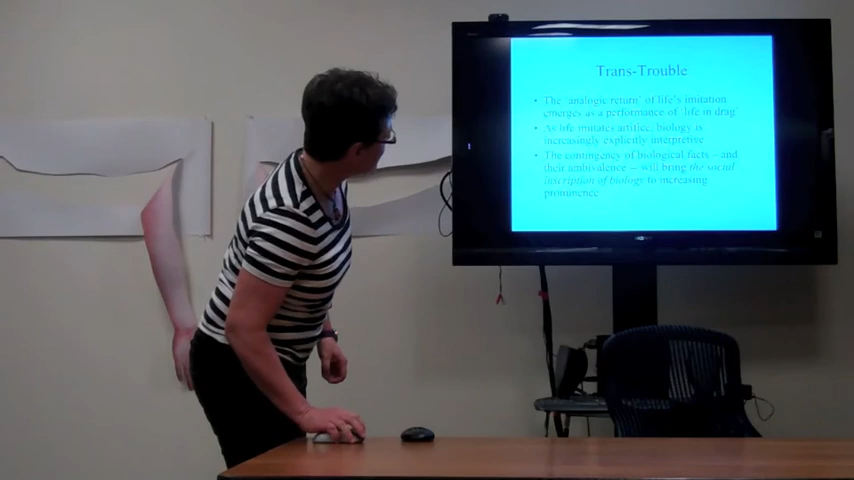 Trans-Trouble
• The 'analogic return' of life's imitation
emerges as a performance of 'life in drag'
• As life imitates artifice, biology is
increasingly explicitly interpretive
• The contingency of biological facts – and
their ambivalence – will bring the social
inscription of biology to increasing
prominence